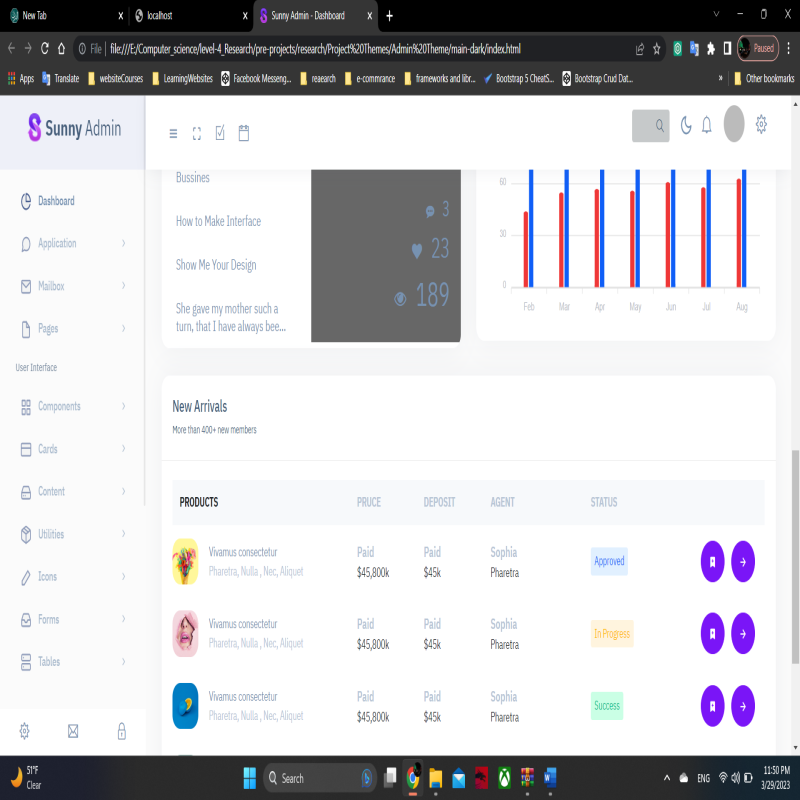 New Tab
localhost
Sunny Admin - Dashboard
File
file:///E:/Computer_science/level-4_Research/pre-projects/research/Project%20Themes/Admin%20Theme/main-dark/index.html
Paused
Apps
Translate
websiteCourses
LearningWebsites
Facebook Messeng...
reaearch
e-commrance
frameworks and libr...
Bootstrap 5 CheatS...
Bootstrap Crud Dat...
»
Other bookmarks
Sunny Admin
Dashboard
Application
Mailbox
Pages
User Interface
Components
Cards
Content
Utilities
Icons
Forms
Tables
Bussines
How to Make Interface
Show Me Your Design
She gave my mother such a
turn, that I have always bee...
3
23
189
60
30
0
Feb Mar Apr May Jun Jul Aug
New Arrivals
More than 400+ new members
PRODUCTS PRUCE DEPOSIT AGENT STATUS
Vivamus consectetur Paid Paid Sophia Approved
Pharetra, Nulla , Nec, Aliquet $45,800k $45k Pharetra
Vivamus consectetur Paid Paid Sophia In Progress
Pharetra, Nulla , Nec, Aliquet $45,800k $45k Pharetra
Vivamus consectetur Paid Paid Sophia Success
Pharetra, Nulla , Nec, Aliquet $45,800k $45k Pharetra
51°F
Clear
Search
ENG
11:50 PM
3/29/2023